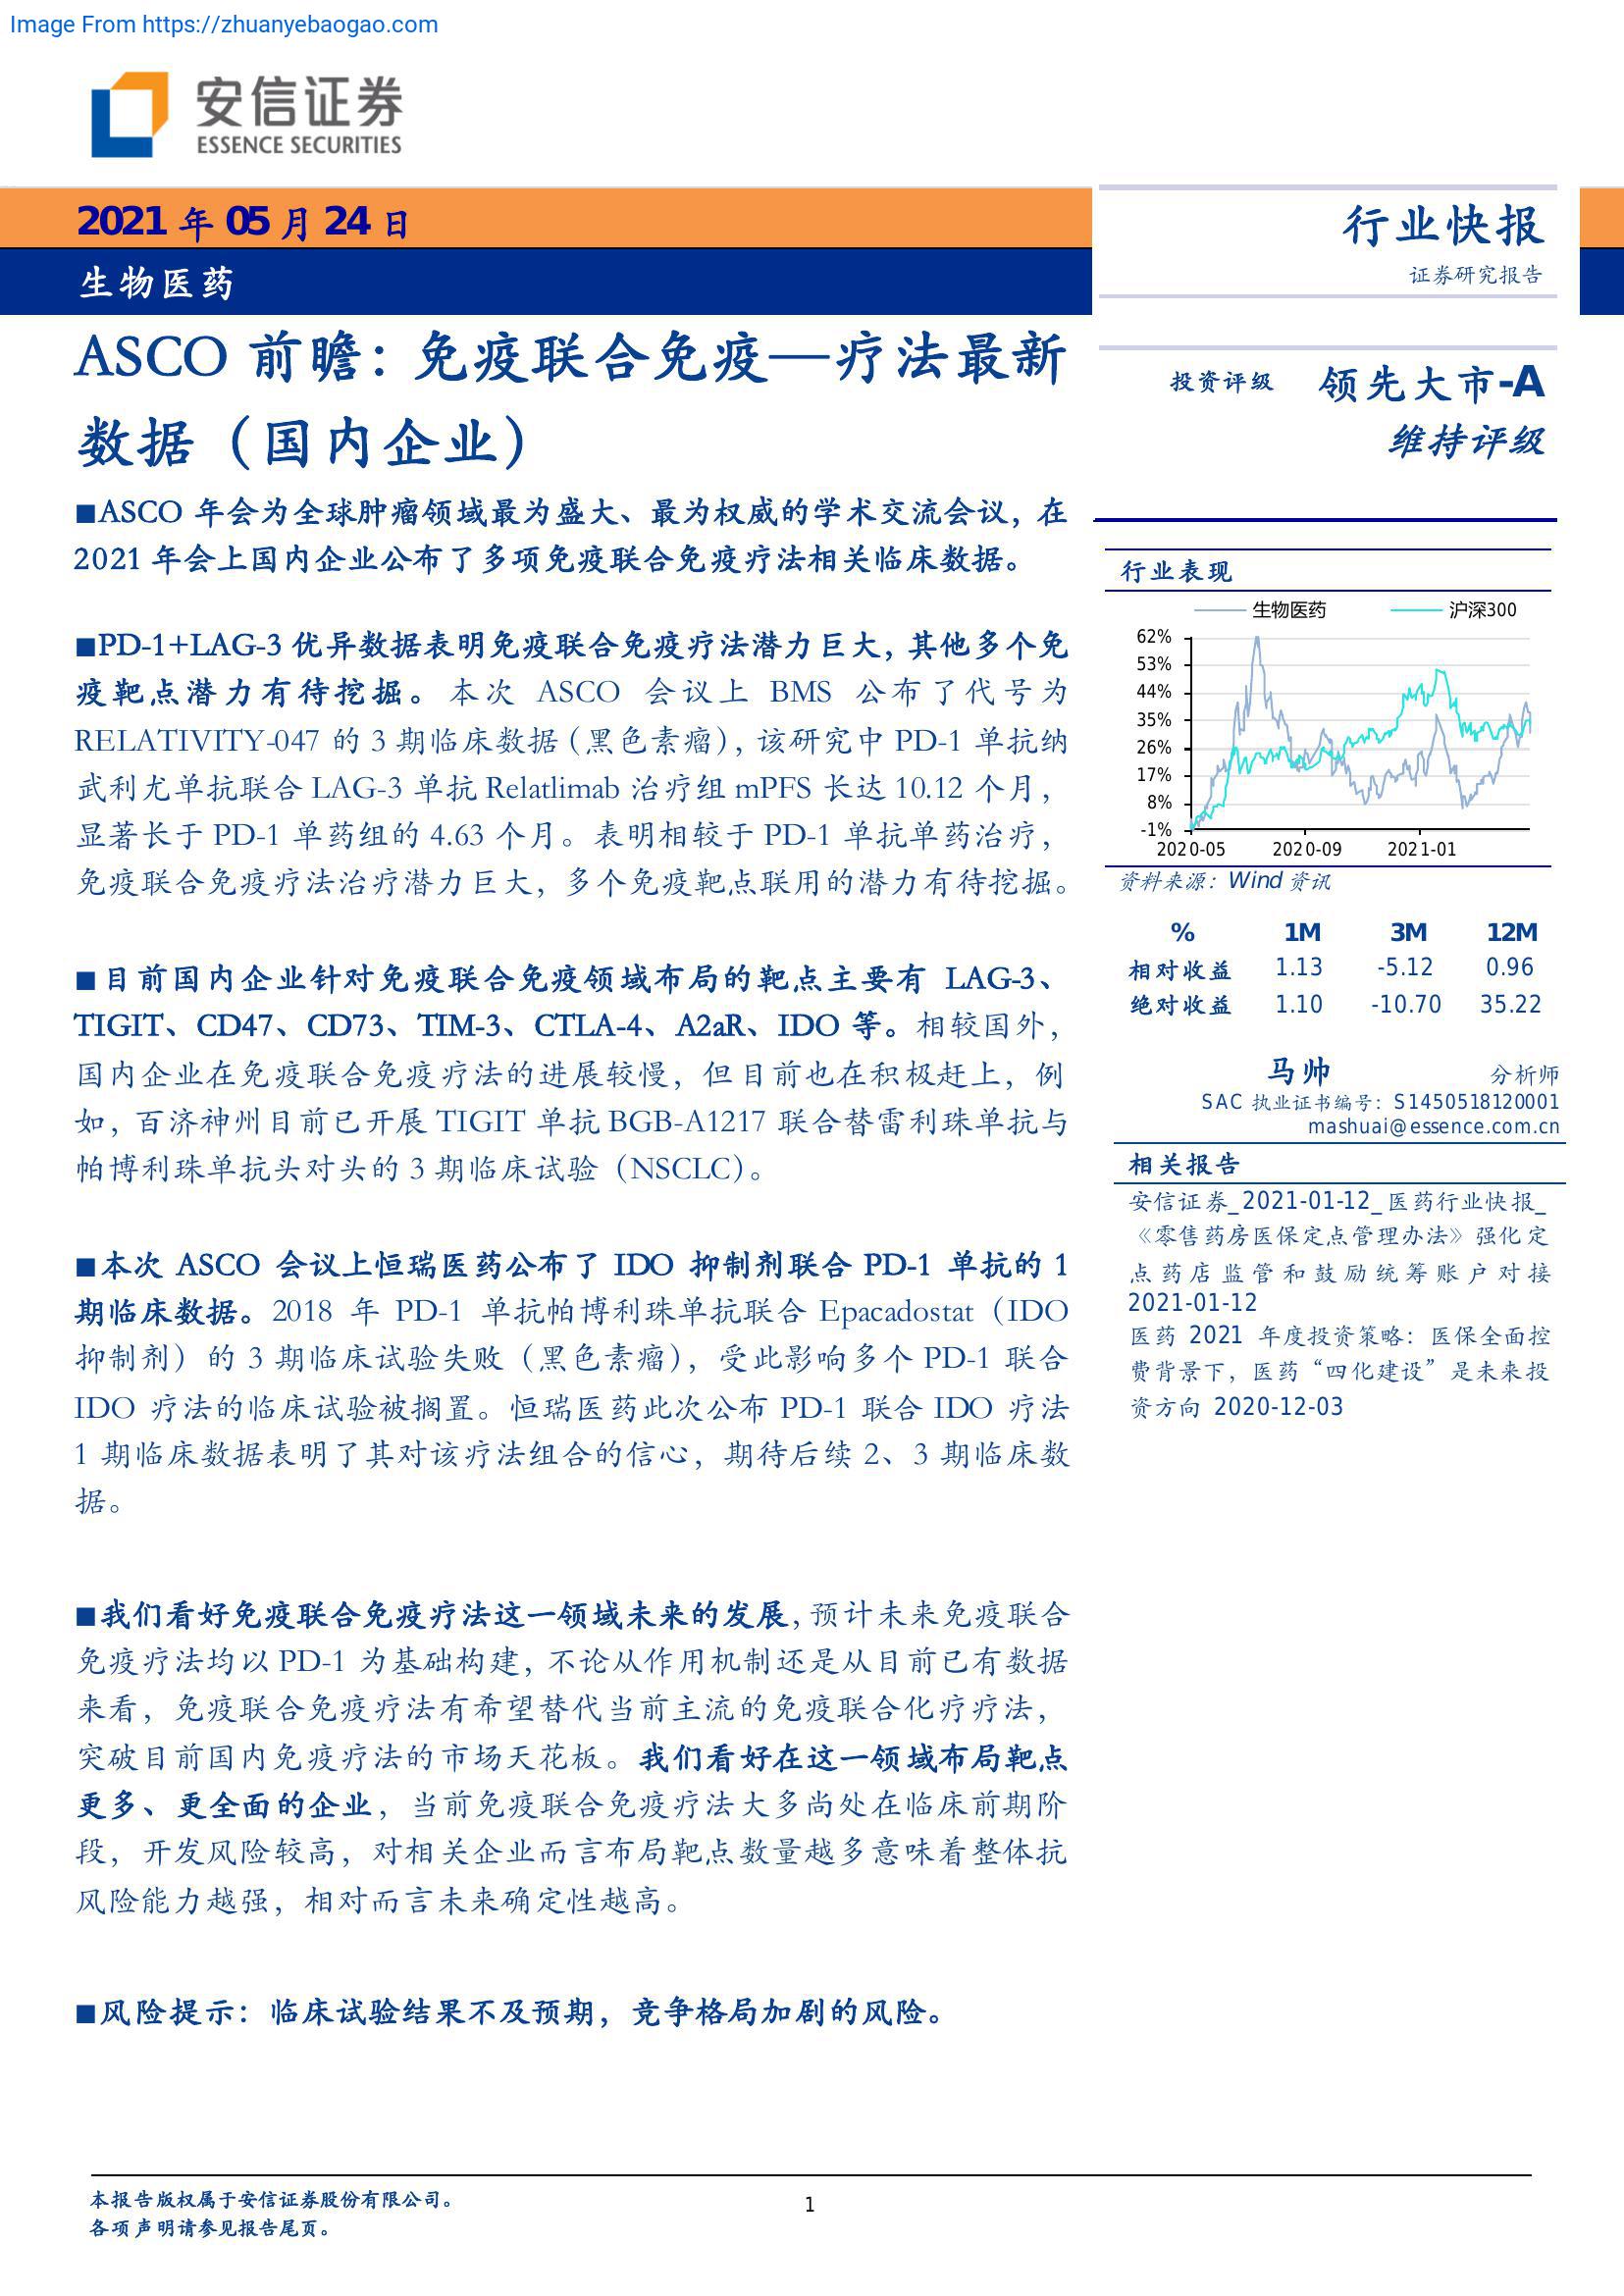 Image From https://zhuanyebaogao.com
安信证券
ESSENCE SECURITIES
2021 年 05 月 24 日
生物医药
ASCO 前瞻：免疫联合免疫—疗法最新
数据（国内企业）
■ASCO 年会为全球肿瘤领域最为盛大、最为权威的学术交流会议，在
2021 年会上国内企业公布了多项免疫联合免疫疗法相关临床数据。
■PD-1+LAG-3 优异数据表明免疫联合免疫疗法潜力巨大，其他多个免
疫靶点潜力有待挖掘。本次 ASCO 会议上 BMS 公布了代号为
RELATIVITY-047 的 3 期临床数据（黑色素瘤），该研究中 PD-1 单抗纳
武利尤单抗联合 LAG-3 单抗 Relatlimab 治疗组 mPFS 长达 10.12 个月，
显著长于 PD-1 单药组的 4.63 个月。表明相较于 PD-1 单抗单药治疗，
免疫联合免疫疗法治疗潜力巨大，多个免疫靶点联用的潜力有待挖掘。
■目前国内企业针对免疫联合免疫领域布局的靶点主要有 LAG-3、
TIGIT、CD47、CD73、TIM-3、CTLA-4、A2aR、IDO 等。相较国外，
国内企业在免疫联合免疫疗法的进展较慢，但目前也在积极赶上，例
如，百济神州目前已开展 TIGIT 单抗 BGB-A1217 联合替雷利珠单抗与
帕博利珠单抗头对头的 3 期临床试验（NSCLC）。
■本次 ASCO 会议上恒瑞医药公布了 IDO 抑制剂联合 PD-1 单抗的 1
期临床数据。2018 年 PD-1 单抗帕博利珠单抗联合 Epacadostat（IDO
抑制剂）的 3 期临床试验失败（黑色素瘤），受此影响多个 PD-1 联合
IDO 疗法的临床试验被搁置。恒瑞医药此次公布 PD-1 联合 IDO 疗法
1 期临床数据表明了其对该疗法组合的信心，期待后续 2、3 期临床数
据。
■我们看好免疫联合免疫疗法这一领域未来的发展，预计未来免疫联合
免疫疗法均以 PD-1 为基础构建，不论从作用机制还是从目前已有数据
来看，免疫联合免疫疗法有希望替代当前主流的免疫联合化疗疗法，
突破目前国内免疫疗法的市场天花板。我们看好在这一领域布局靶点
更多、更全面的企业，当前免疫联合免疫疗法大多尚处在临床前期阶
段，开发风险较高，对相关企业而言布局靶点数量越多意味着整体抗
风险能力越强，相对而言未来确定性越高。
■风险提示：临床试验结果不及预期，竞争格局加剧的风险。
行业快报
证券研究报告
投资评级 领先大市-A
维持评级
行业表现
生物医药 沪深300
62%
53%
44%
35%
26%
17%
8%
-1%
2020-05 2020-09 2021-01
资料来源：Wind 资讯
% 1M 3M 12M
相对收益 1.13 -5.12 0.96
绝对收益 1.10 -10.70 35.22
马帅 分析师
SAC 执业证书编号：S1450518120001
mashuai@essence.com.cn
相关报告
安信证券_2021-01-12_医药行业快报_
《零售药房医保定点管理办法》强化定
点药店监管和鼓励统筹账户对接
2021-01-12
医药 2021 年度投资策略：医保全面控
费背景下，医药“四化建设”是未来投
资方向 2020-12-03
本报告版权属于安信证券股份有限公司。
各项声明请参见报告尾页。
1